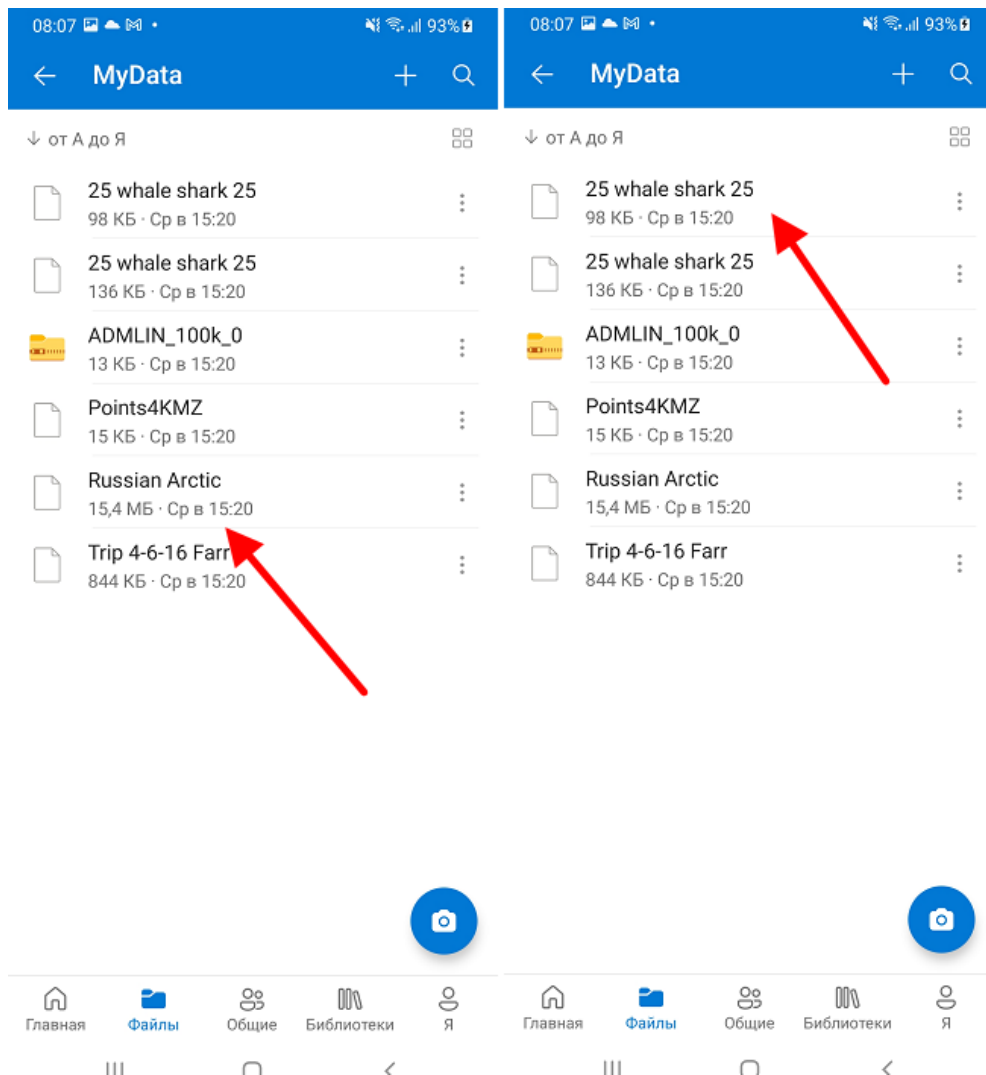 08:07 93%
MyData
от А до Я
25 whale shark 25
98 КБ · Ср в 15:20
25 whale shark 25
136 КБ · Ср в 15:20
ADMLIN_100k_0
13 КБ · Ср в 15:20
Points4KMZ
15 КБ · Ср в 15:20
Russian Arctic
15,4 МБ · Ср в 15:20
Trip 4-6-16 Farr
844 КБ · Ср в 15:20
Главная Файлы Общие Библиотеки Я
08:07 93%
MyData
от А до Я
25 whale shark 25
98 КБ · Ср в 15:20
25 whale shark 25
136 КБ · Ср в 15:20
ADMLIN_100k_0
13 КБ · Ср в 15:20
Points4KMZ
15 КБ · Ср в 15:20
Russian Arctic
15,4 МБ · Ср в 15:20
Trip 4-6-16 Farr
844 КБ · Ср в 15:20
Главная Файлы Общие Библиотеки Я